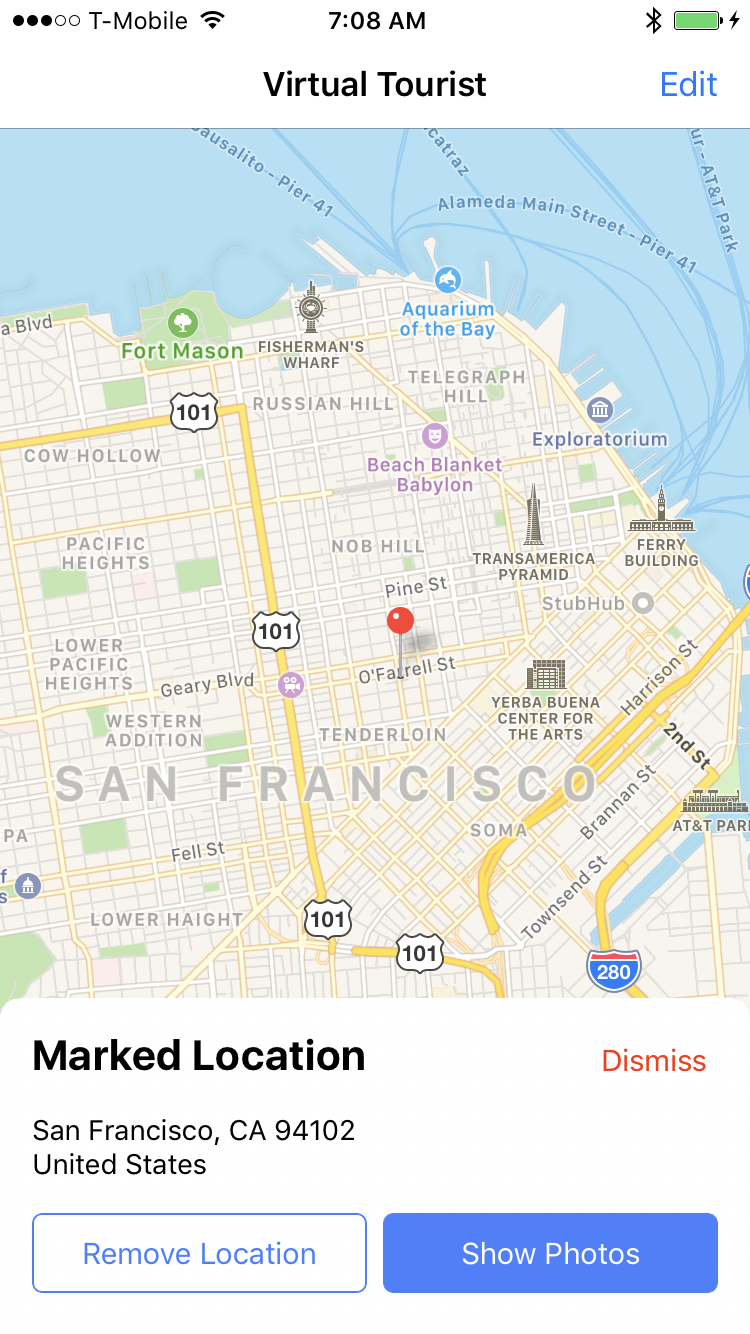 T-Mobile 7:08 AM
Virtual Tourist Edit
Sausalito - Pier 41
Alameda Main Street - Pier 41
AT&T Park
Aquarium
of the Bay
Blvd
Fort Mason
FISHERMAN'S
WHARF
TELEGRAPH
HILL
101
RUSSIAN HILL
Exploratorium
COW HOLLOW
Beach Blanket
Babylon
PACIFIC
HEIGHTS
NOB HILL
TRANSAMERICA
PYRAMID
FERRY
BUILDING
Pine St
StubHub
101
LOWER
PACIFIC
HEIGHTS
Geary Blvd
O'Farrell St
Harrison St
YERBA BUENA
CENTER FOR
THE ARTS
WESTERN
ADDITION
TENDERLOIN
2nd St
SAN FRANCISCO
Brannan St
PA
SOMA
AT&T PARK
Fell St
Townsend St
LOWER HAIGHT
101
101
280
Marked Location Dismiss
San Francisco, CA 94102
United States
Remove Location Show Photos